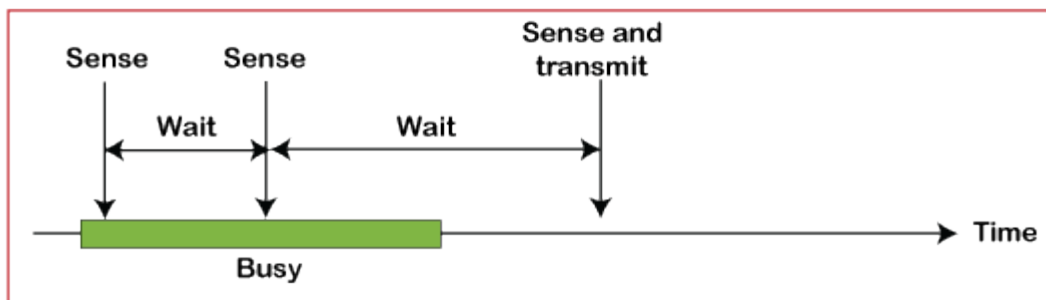 Sense
Sense
Sense and
transmit
Wait
Wait
Time
Busy